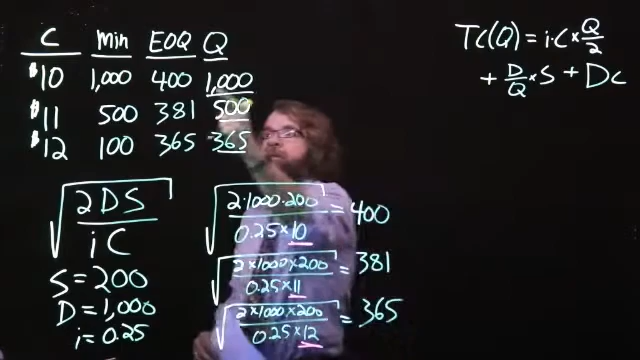 C Min EOQ Q
$10 1,000 400 1,000
$11 500 381 500
$12 100 365 365
TC(Q) = i·C × Q/2
+ D/Q × S + DC
√(2DS/iC)
S = 200
D = 1,000
i = 0.25
√(2·1000·200/0.25×10) = 400
√(2×1000×200/0.25×11) = 381
√(2×1000×200/0.25×12) = 365